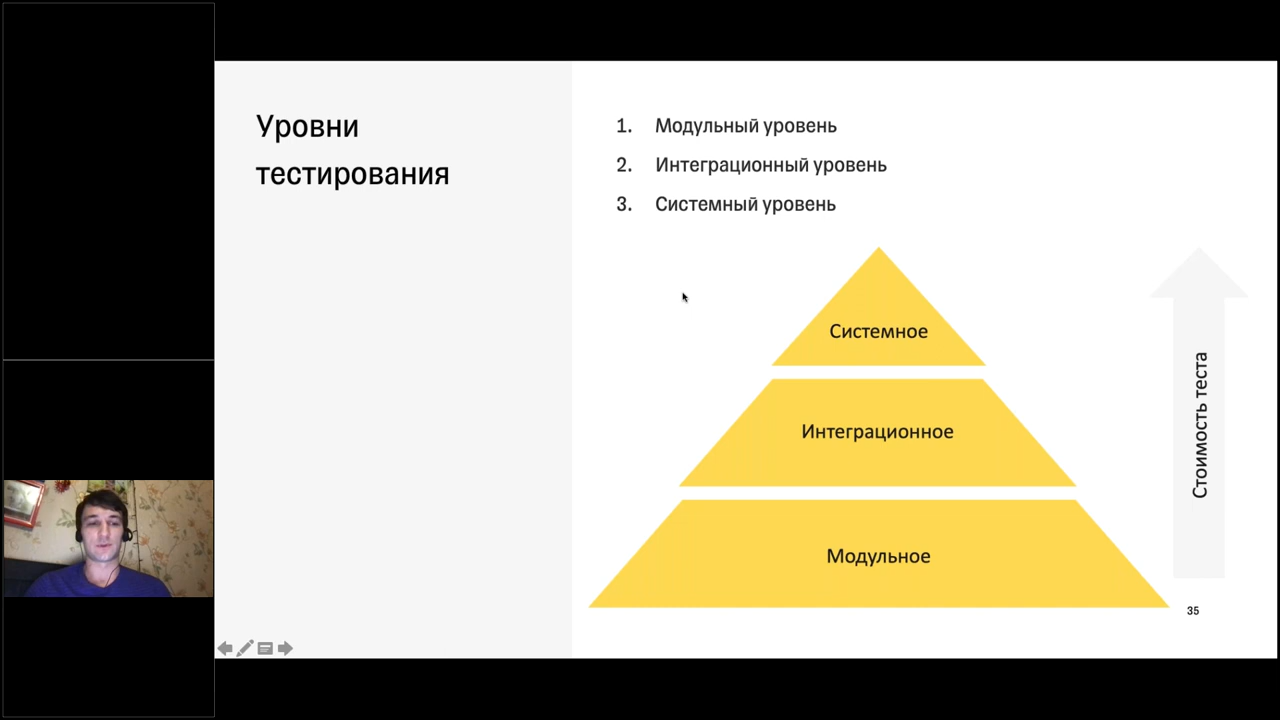 Уровни
тестирования
1. Модульный уровень
2. Интеграционный уровень
3. Системный уровень
Системное
Интеграционное
Модульное
Стоимость теста
35